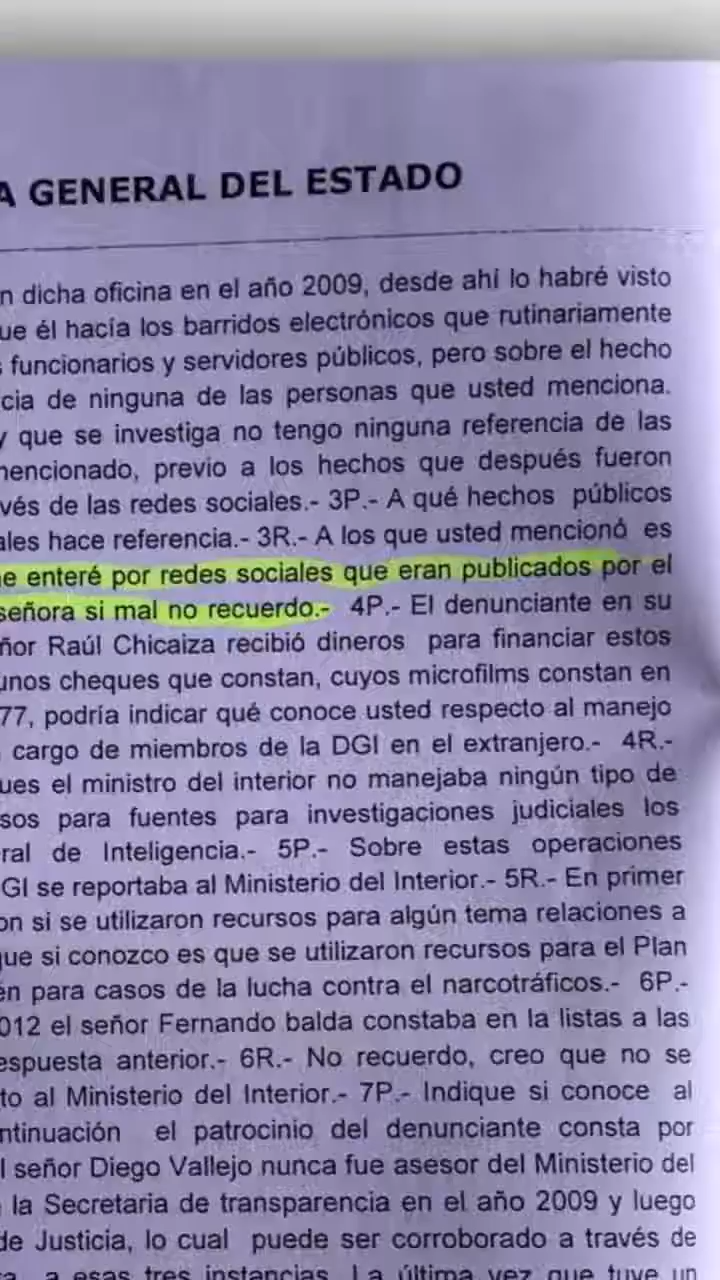 A GENERAL DEL ESTADO
n dicha oficina en el año 2009, desde ahí lo habré visto
ue él hacía los barridos electrónicos que rutinariamente
s funcionarios y servidores públicos, pero sobre el hecho
cia de ninguna de las personas que usted menciona.
y que se investiga no tengo ninguna referencia de las
mencionado, previo a los hechos que después fueron
vés de las redes sociales.- 3P.- A qué hechos públicos
ales hace referencia.- 3R.- A los que usted mencionó es
e enteré por redes sociales que eran publicados por el
señora si mal no recuerdo.- 4P.- El denunciante en su
ñor Raúl Chicaiza recibió dineros para financiar estos
unos cheques que constan, cuyos microfilms constan en
77, podría indicar qué conoce usted respecto al manejo
cargo de miembros de la DGI en el extranjero.- 4R.-
ues el ministro del interior no manejaba ningún tipo de
sos para fuentes para investigaciones judiciales los
ral de Inteligencia.- 5P.- Sobre estas operaciones
GI se reportaba al Ministerio del Interior.- 5R.- En primer
on si se utilizaron recursos para algún tema relaciones a
que si conozco es que se utilizaron recursos para el Plan
én para casos de la lucha contra el narcotráficos.- 6P.-
012 el señor Fernando balda constaba en la listas a las
espuesta anterior.- 6R.- No recuerdo, creo que no se
to al Ministerio del Interior.- 7P.- Indique si conoce al
ntinuación el patrocinio del denunciante consta por
l señor Diego Vallejo nunca fue asesor del Ministerio del
la Secretaria de transparencia en el año 2009 y luego
de Justicia, lo cual puede ser corroborado a través de
a esas tres instancias. La última vez que tuve un